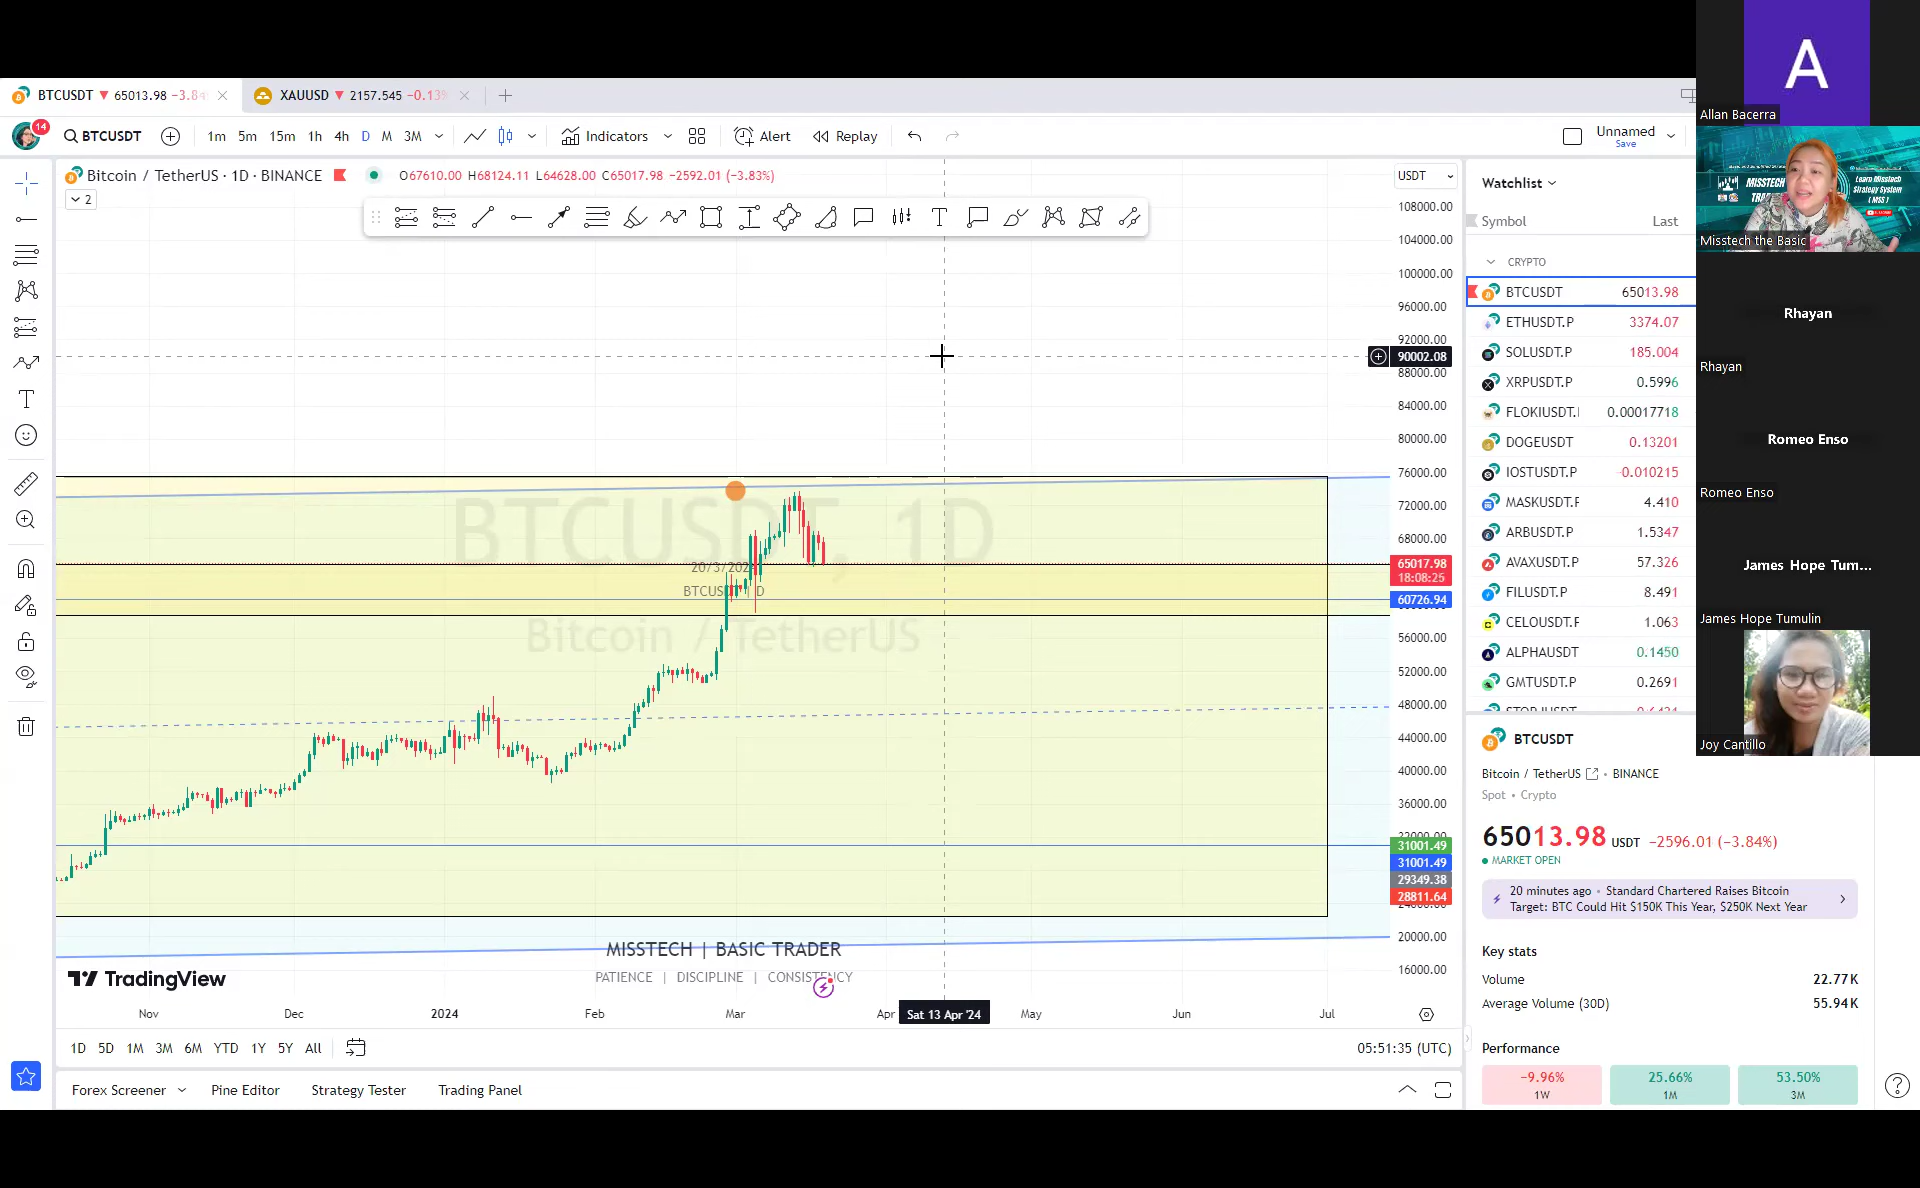 BTCUSDT 65013.98 −3.84
XAUUSD 2157.545 −0.13%
14
BTCUSDT 1m 5m 15m 1h 4h D M 3M Indicators Alert Replay
Unnamed
Save
Bitcoin / TetherUS · 1D · BINANCE O67610.00 H68124.11 L64628.00 C65017.98 −2592.01 (−3.83%)
2
USDT
108000.00
104000.00
100000.00
96000.00
92000.00
90002.08
88000.00
84000.00
80000.00
76000.00
72000.00
68000.00
65017.98
18:08:25
60726.94
56000.00
52000.00
48000.00
44000.00
40000.00
36000.00
31001.49
31001.49
29349.38
28811.64
20000.00
16000.00
BTCUSDT, 1D
Bitcoin / TetherUS
20/3/202
BTCUS D
MISSTECH | BASIC TRADER
PATIENCE | DISCIPLINE | CONSISTENCY
TradingView
Nov Dec 2024 Feb Mar Apr Sat 13 Apr '24 May Jun Jul
1D 5D 1M 3M 6M YTD 1Y 5Y All
05:51:35 (UTC)
Forex Screener Pine Editor Strategy Tester Trading Panel
Watchlist
Symbol Last
CRYPTO
BTCUSDT 65013.98
ETHUSDT.P 3374.07
SOLUSDT.P 185.004
XRPUSDT.P 0.5996
FLOKIUSDT. 0.00017718
DOGEUSDT 0.13201
IOSTUSDT.P 0.010215
MASKUSDT.P 4.410
ARBUSDT.P 1.5347
AVAXUSDT.P 57.326
FILUSDT.P 8.491
CELOUSDT.P 1.063
ALPHAUSDT 0.1450
GMTUSDT.P 0.2691
BTCUSDT
Bitcoin / TetherUS • BINANCE
Spot • Crypto
65013.98 USDT −2596.01 (−3.84%)
MARKET OPEN
20 minutes ago • Standard Chartered Raises Bitcoin
Target: BTC Could Hit $150K This Year, $250K Next Year
Key stats
Volume 22.77K
Average Volume (30D) 55.94K
Performance
−9.96% 25.66% 53.50%
1W 1M 3M
A
Allan Bacerra
MISSTECH
Learn Misstech
Strategy System
( MSS )
Misstech the Basic
Rhayan
Rhayan
Romeo Enso
Romeo Enso
James Hope Tum...
James Hope Tumulin
Joy Cantillo